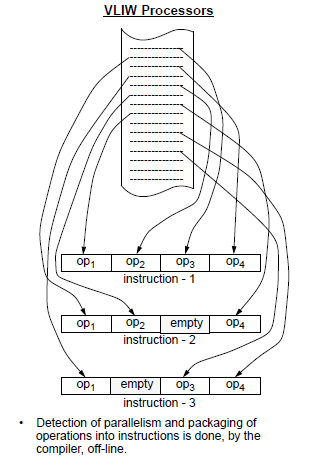 VLIW Processors
op1 op2 op3 op4
instruction - 1
op1 op2 empty op4
instruction - 2
op1 empty op3 op4
instruction - 3
• Detection of parallelism and packaging of
operations into instructions is done, by the
compiler, off-line.